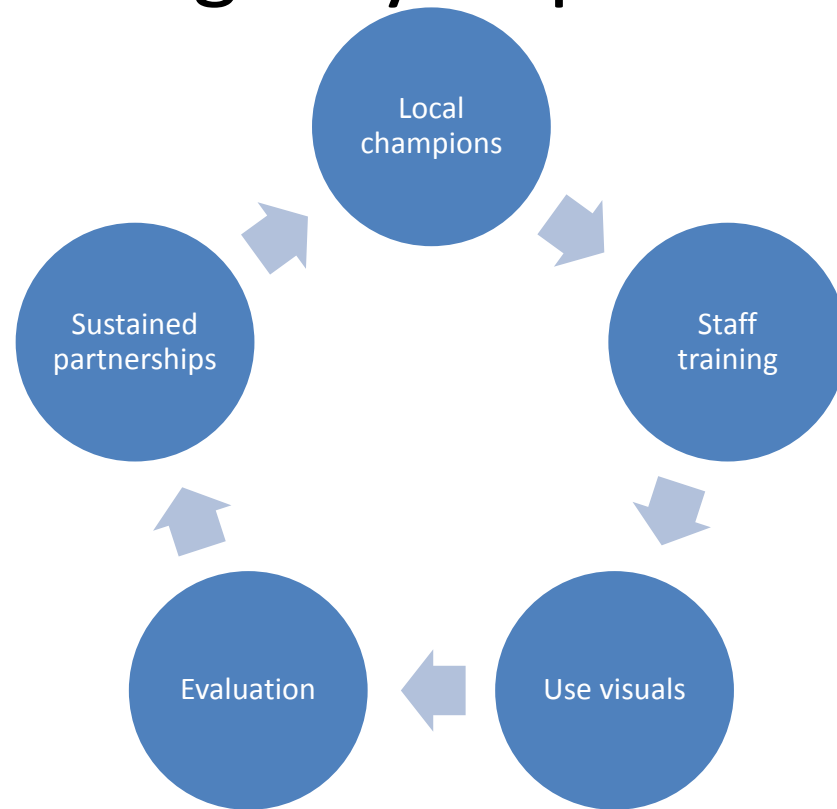 Local
champions
Staff
training
Use visuals
Evaluation
Sustained
partnerships